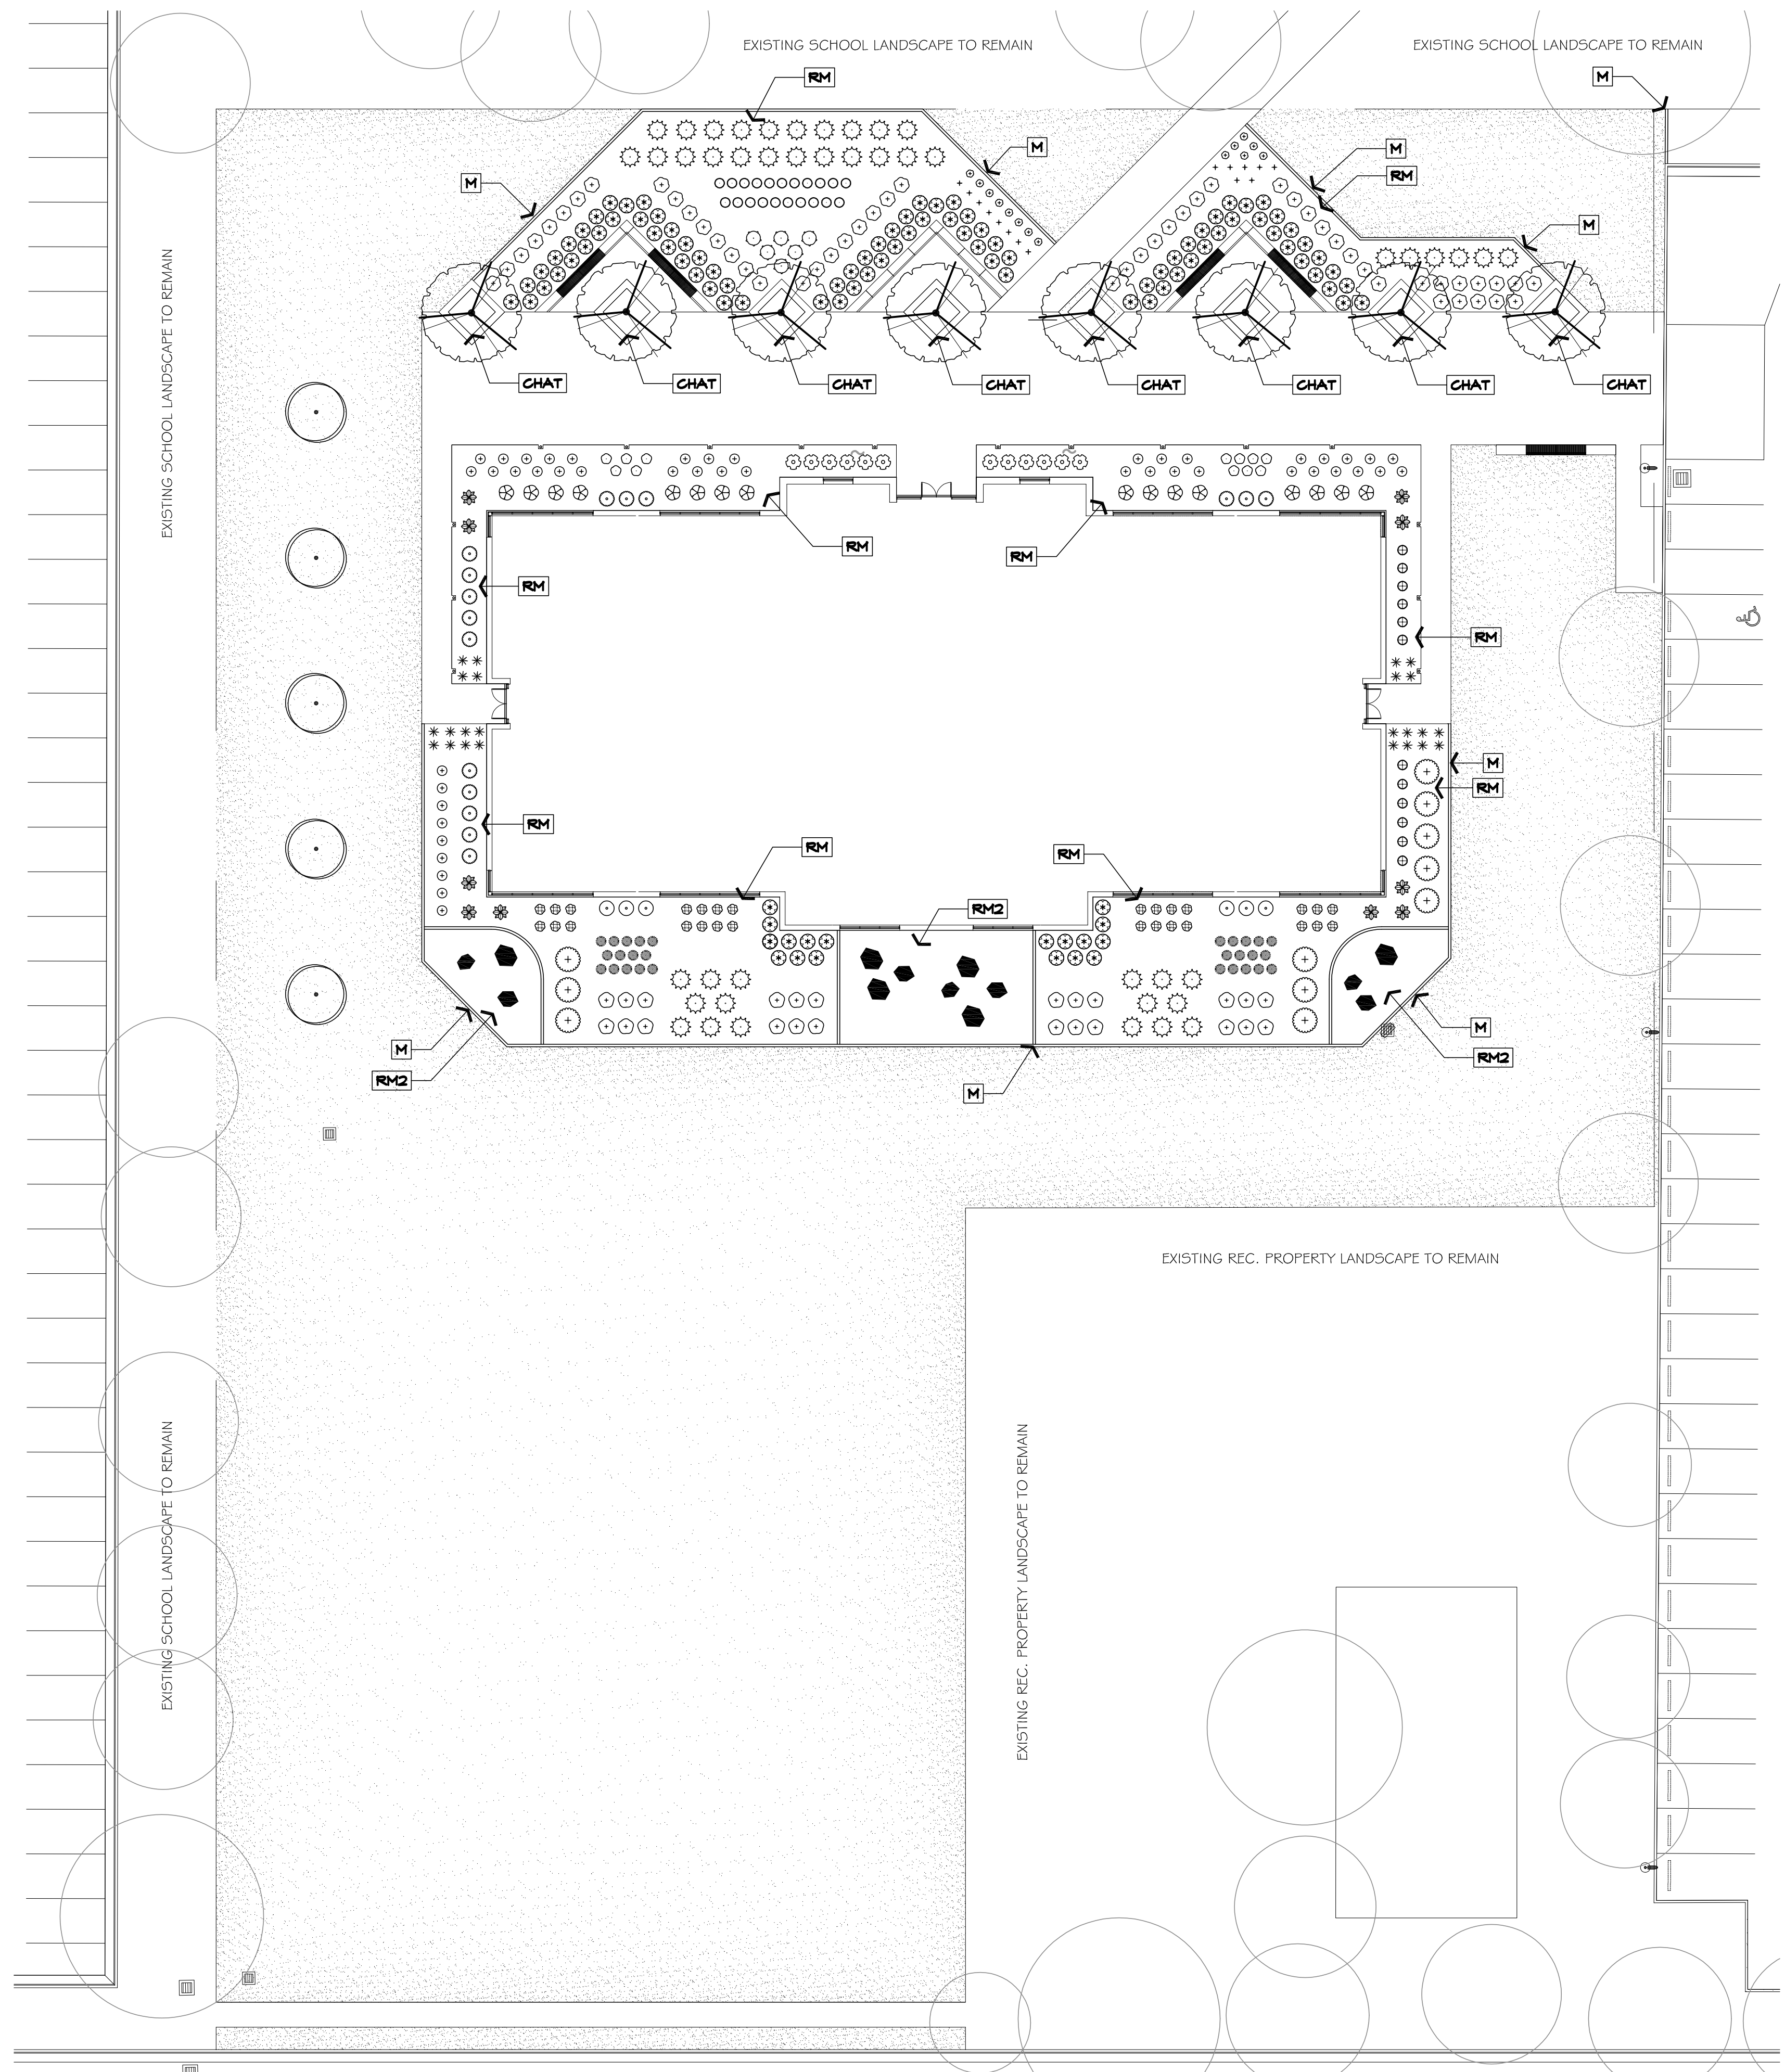 EXISTING SCHOOL LANDSCAPE TO REMAIN
EXISTING SCHOOL LANDSCAPE TO REMAIN
RM
M
M
M
M
RM
M
M
CHAT
CHAT
CHAT
CHAT
CHAT
CHAT
CHAT
CHAT
EXISTING SCHOOL LANDSCAPE TO REMAIN
RM
RM
RM
RM
M
RM
RM
RM
RM
RM2
M
RM2
M
M
RM2
EXISTING REC. PROPERTY LANDSCAPE TO REMAIN
EXISTING SCHOOL LANDSCAPE TO REMAIN
EXISTING REC. PROPERTY LANDSCAPE TO REMAIN